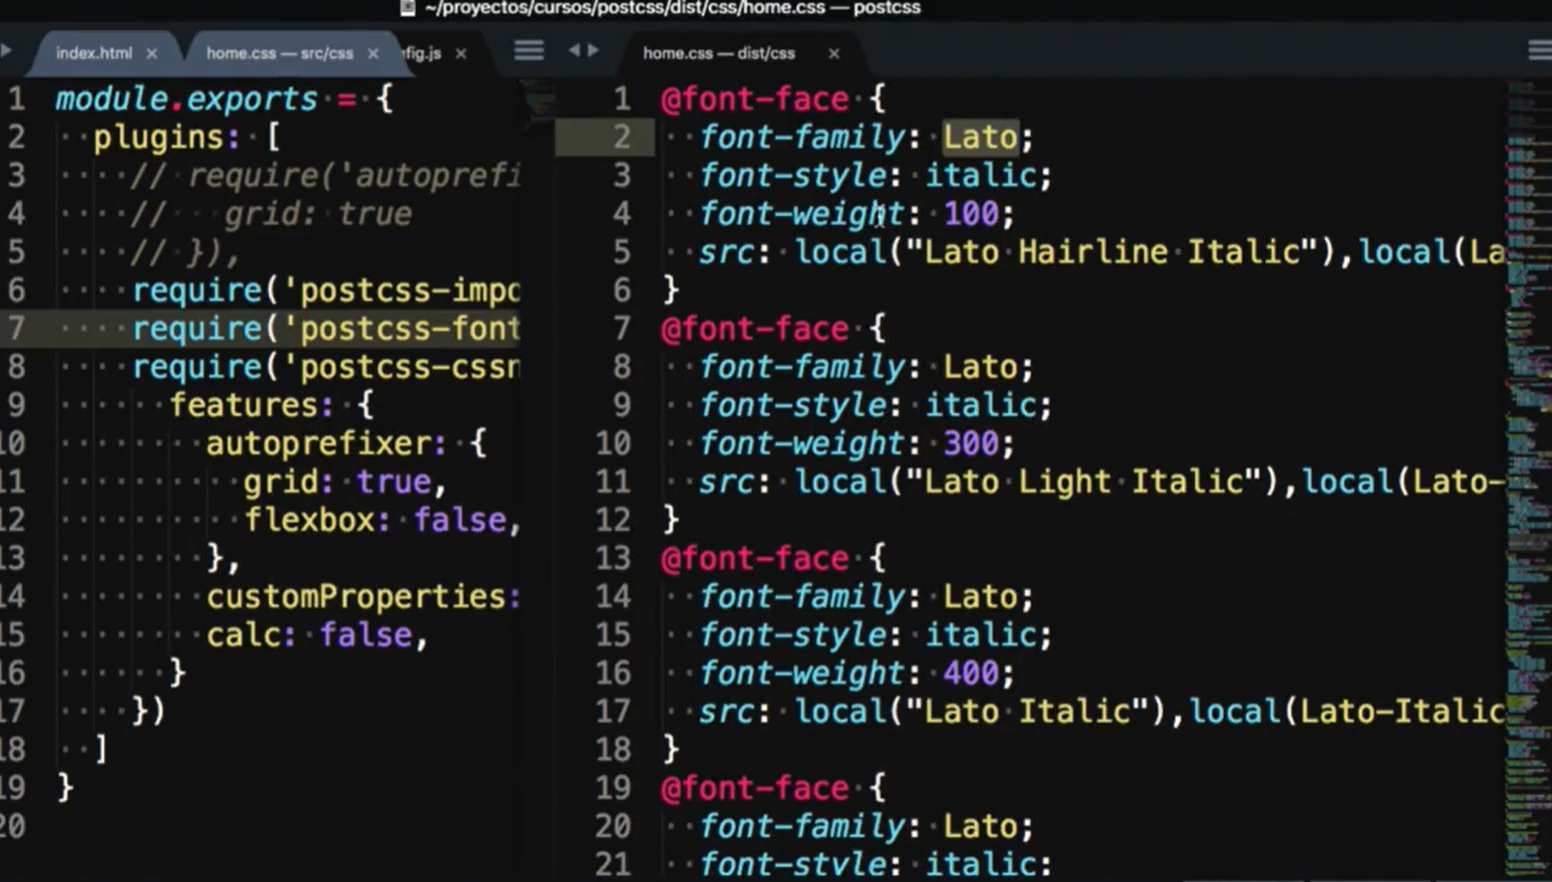 ~/proyectos/cursos/postcss/dist/css/home.css — postcss
index.html
home.css — src/css
fig.js
home.css — dist/css
1 module.exports = {
2 plugins: [
3 // require('autoprefi
4 // grid: true
5 // }),
6 require('postcss-impo
7 require('postcss-font
8 require('postcss-cssn
9 features: {
10 autoprefixer: {
11 grid: true,
12 flexbox: false,
13 },
14 customProperties:
15 calc: false,
16 }
17 })
18 ]
19 }
20
1 @font-face {
2 font-family: Lato;
3 font-style: italic;
4 font-weight: 100;
5 src: local("Lato Hairline Italic"),local(La
6 }
7 @font-face {
8 font-family: Lato;
9 font-style: italic;
10 font-weight: 300;
11 src: local("Lato Light Italic"),local(Lato-
12 }
13 @font-face {
14 font-family: Lato;
15 font-style: italic;
16 font-weight: 400;
17 src: local("Lato Italic"),local(Lato-Italic
18 }
19 @font-face {
20 font-family: Lato;
21 font-style: italic;